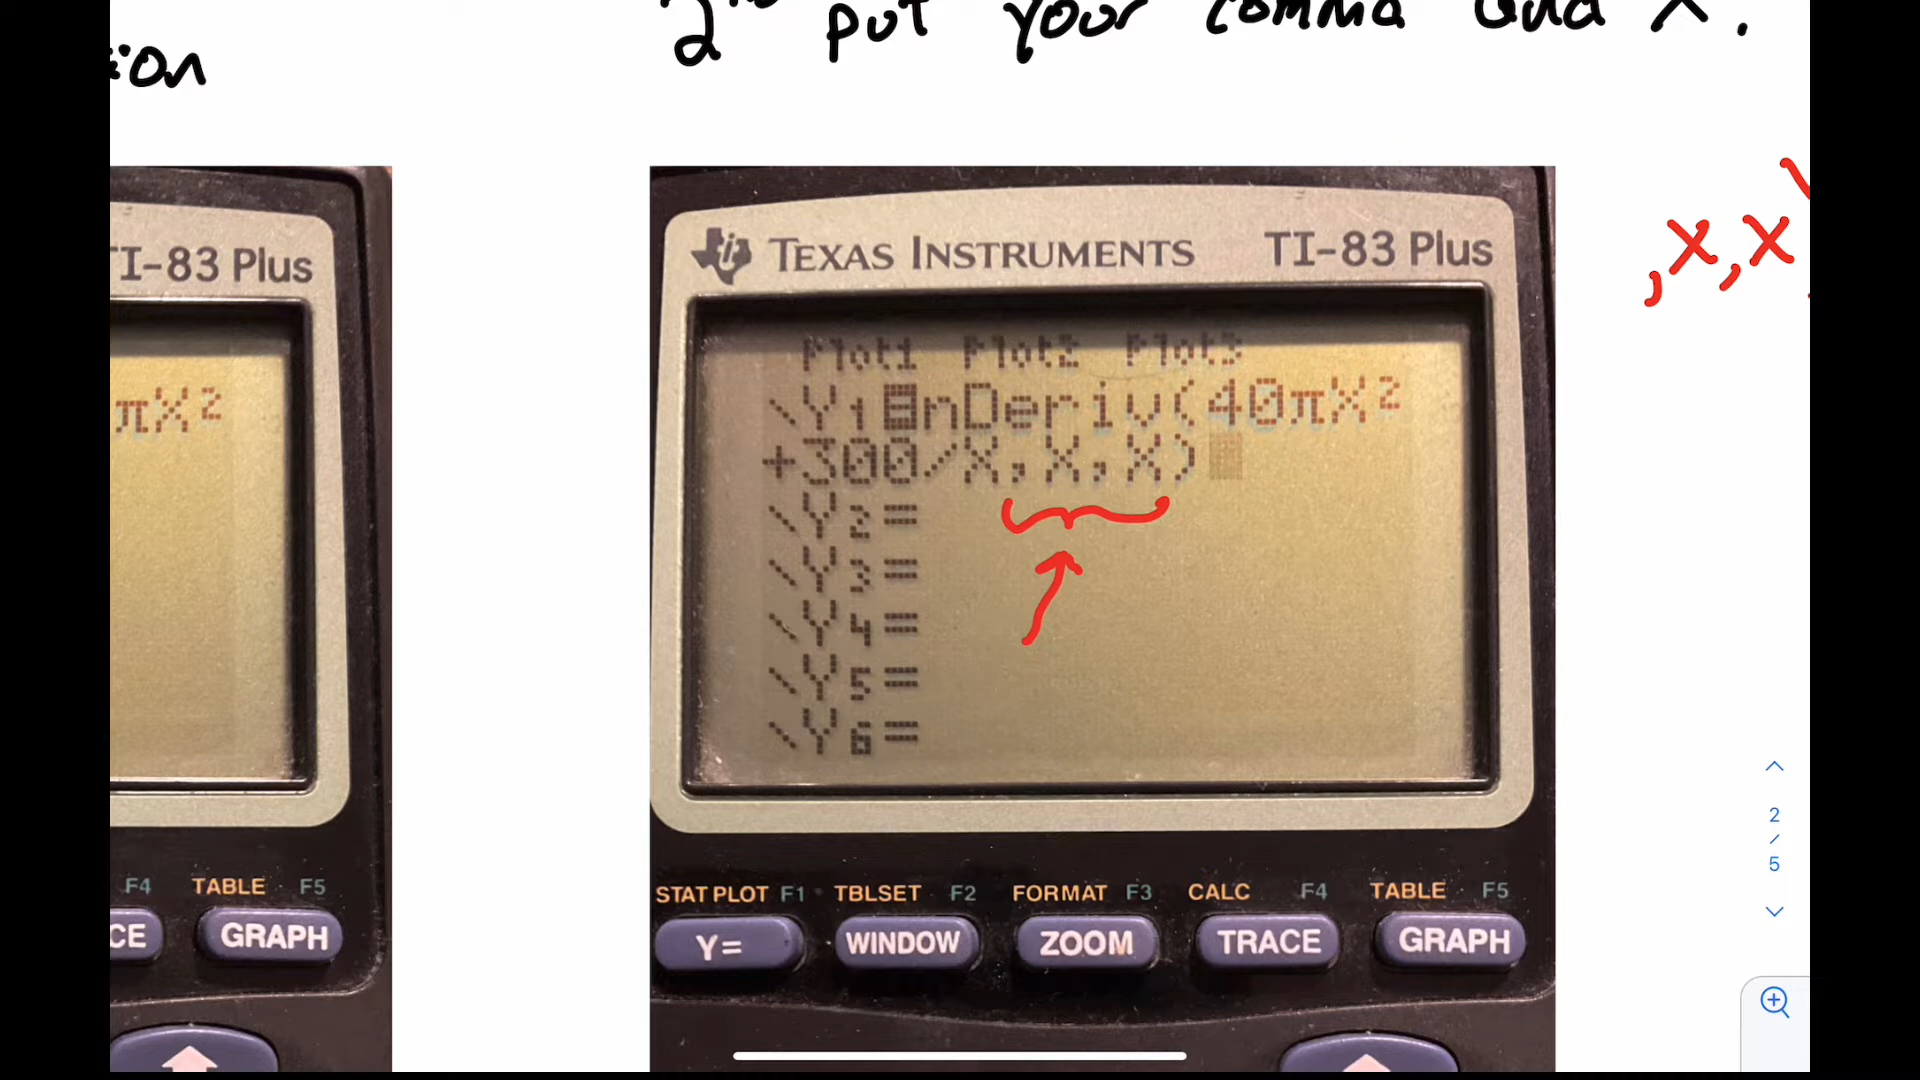 2nd put your comma and x.
TI-83 Plus
πX²
F4 TABLE F5
GRAPH
TEXAS INSTRUMENTS TI-83 Plus
Plot1 Plot2 Plot3
\Y1=nDeriv(40πX²
+300/X,X,X)
\Y2=
\Y3=
\Y4=
\Y5=
\Y6=
STAT PLOT F1 TBLSET F2 FORMAT F3 CALC F4 TABLE F5
Y= WINDOW ZOOM TRACE GRAPH
,x,x
2
/
5